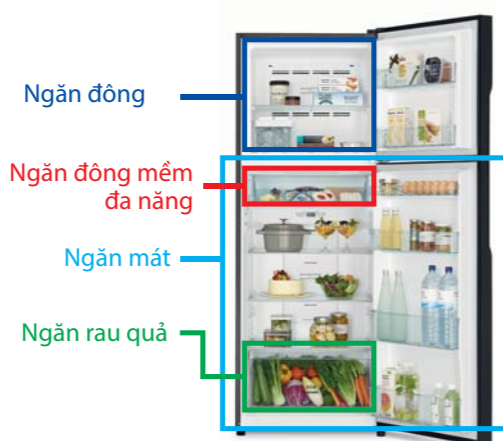 Ngăn đông
Ngăn đông mềm
đa năng
Ngăn mát
Ngăn rau quả